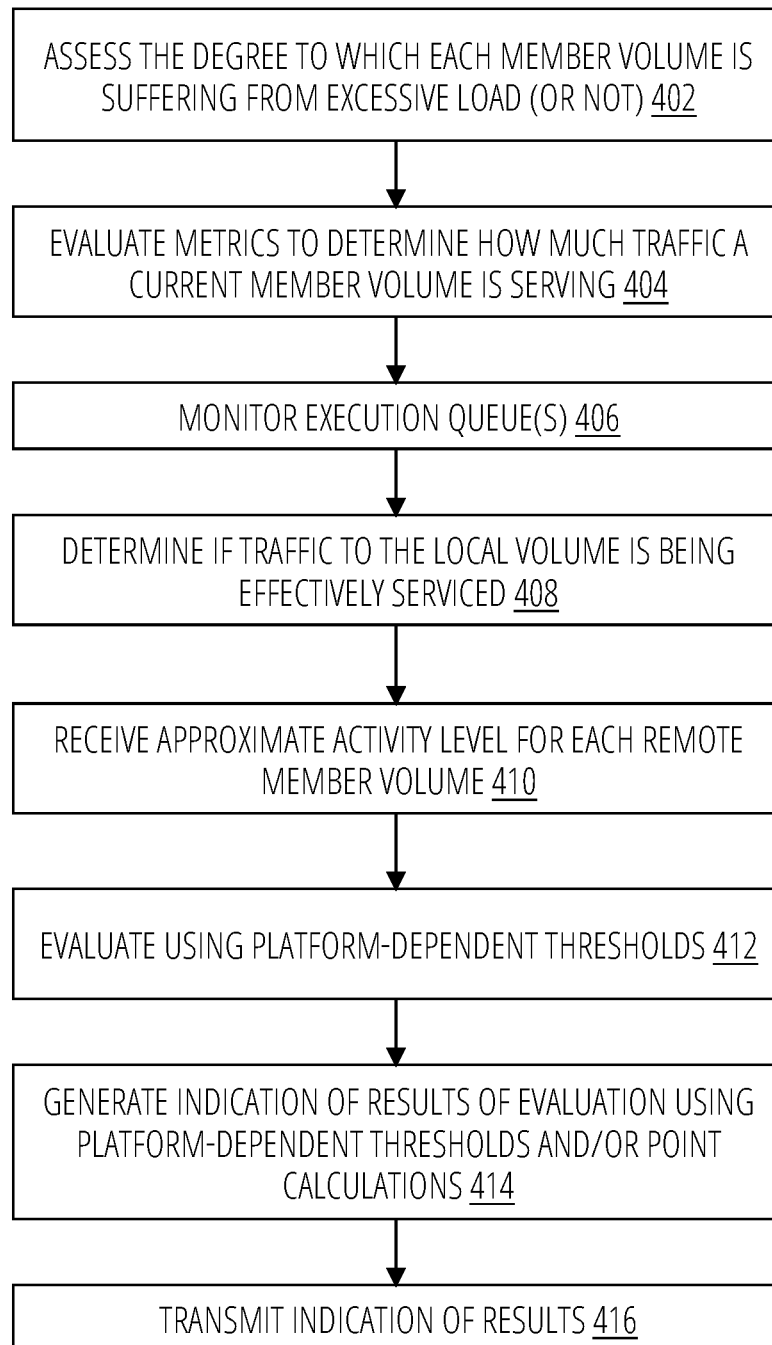 ASSESS THE DEGREE TO WHICH EACH MEMBER VOLUME IS
SUFFERING FROM EXCESSIVE LOAD (OR NOT) 402
EVALUATE METRICS TO DETERMINE HOW MUCH TRAFFIC A
CURRENT MEMBER VOLUME IS SERVING 404
MONITOR EXECUTION QUEUE(S) 406
DETERMINE IF TRAFFIC TO THE LOCAL VOLUME IS BEING
EFFECTIVELY SERVICED 408
RECEIVE APPROXIMATE ACTIVITY LEVEL FOR EACH REMOTE
MEMBER VOLUME 410
EVALUATE USING PLATFORM-DEPENDENT THRESHOLDS 412
GENERATE INDICATION OF RESULTS OF EVALUATION USING
PLATFORM-DEPENDENT THRESHOLDS AND/OR POINT
CALCULATIONS 414
TRANSMIT INDICATION OF RESULTS 416